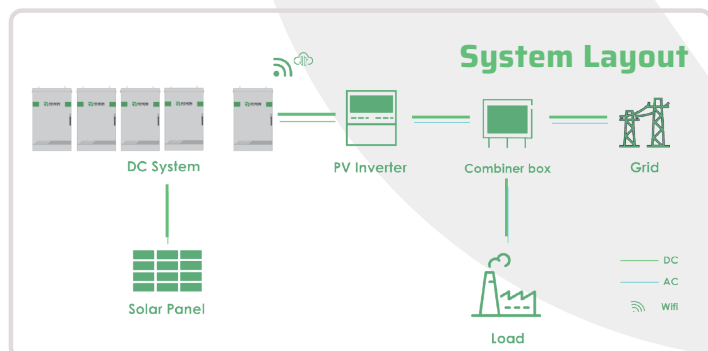 System Layout
DC System
PV Inverter
Combiner box
Grid
Solar Panel
Load
DC
AC
Wifi